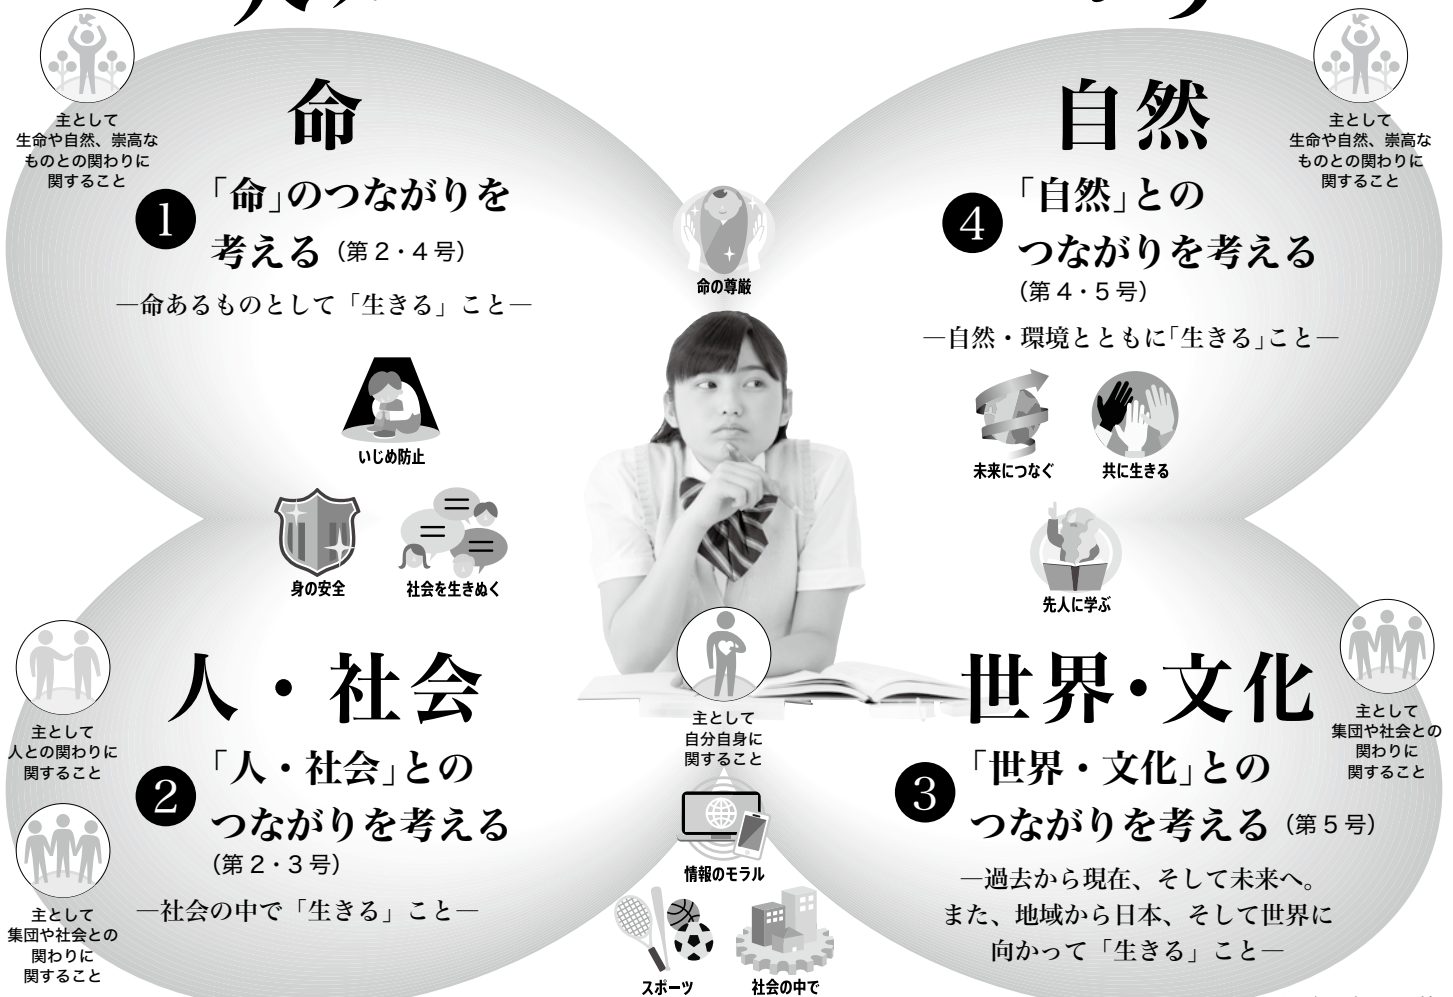 主として
生命や自然、崇高な
ものとの関わりに
関すること
命
1
「命」のつながりを
考える（第２・４号）
―命あるものとして「生きる」こと―
いじめ防止
身の安全
社会を生きぬく
命の尊厳
自然
主として
生命や自然、崇高な
ものとの関わりに
関すること
4
「自然」との
つながりを考える
（第４・５号）
―自然・環境とともに「生きる」こと―
未来につなぐ
共に生きる
先人に学ぶ
主として
人との関わりに
関すること
主として
集団や社会との
関わりに
関すること
人・社会
2
「人・社会」との
つながりを考える
（第２・３号）
―社会の中で「生きる」こと―
主として
自分自身に
関すること
情報のモラル
スポーツ
社会の中で
世界・文化
主として
集団や社会との
関わりに
関すること
3
「世界・文化」との
つながりを考える（第５号）
―過去から現在、そして未来へ。
また、地域から日本、そして世界に
向かって「生きる」こと―